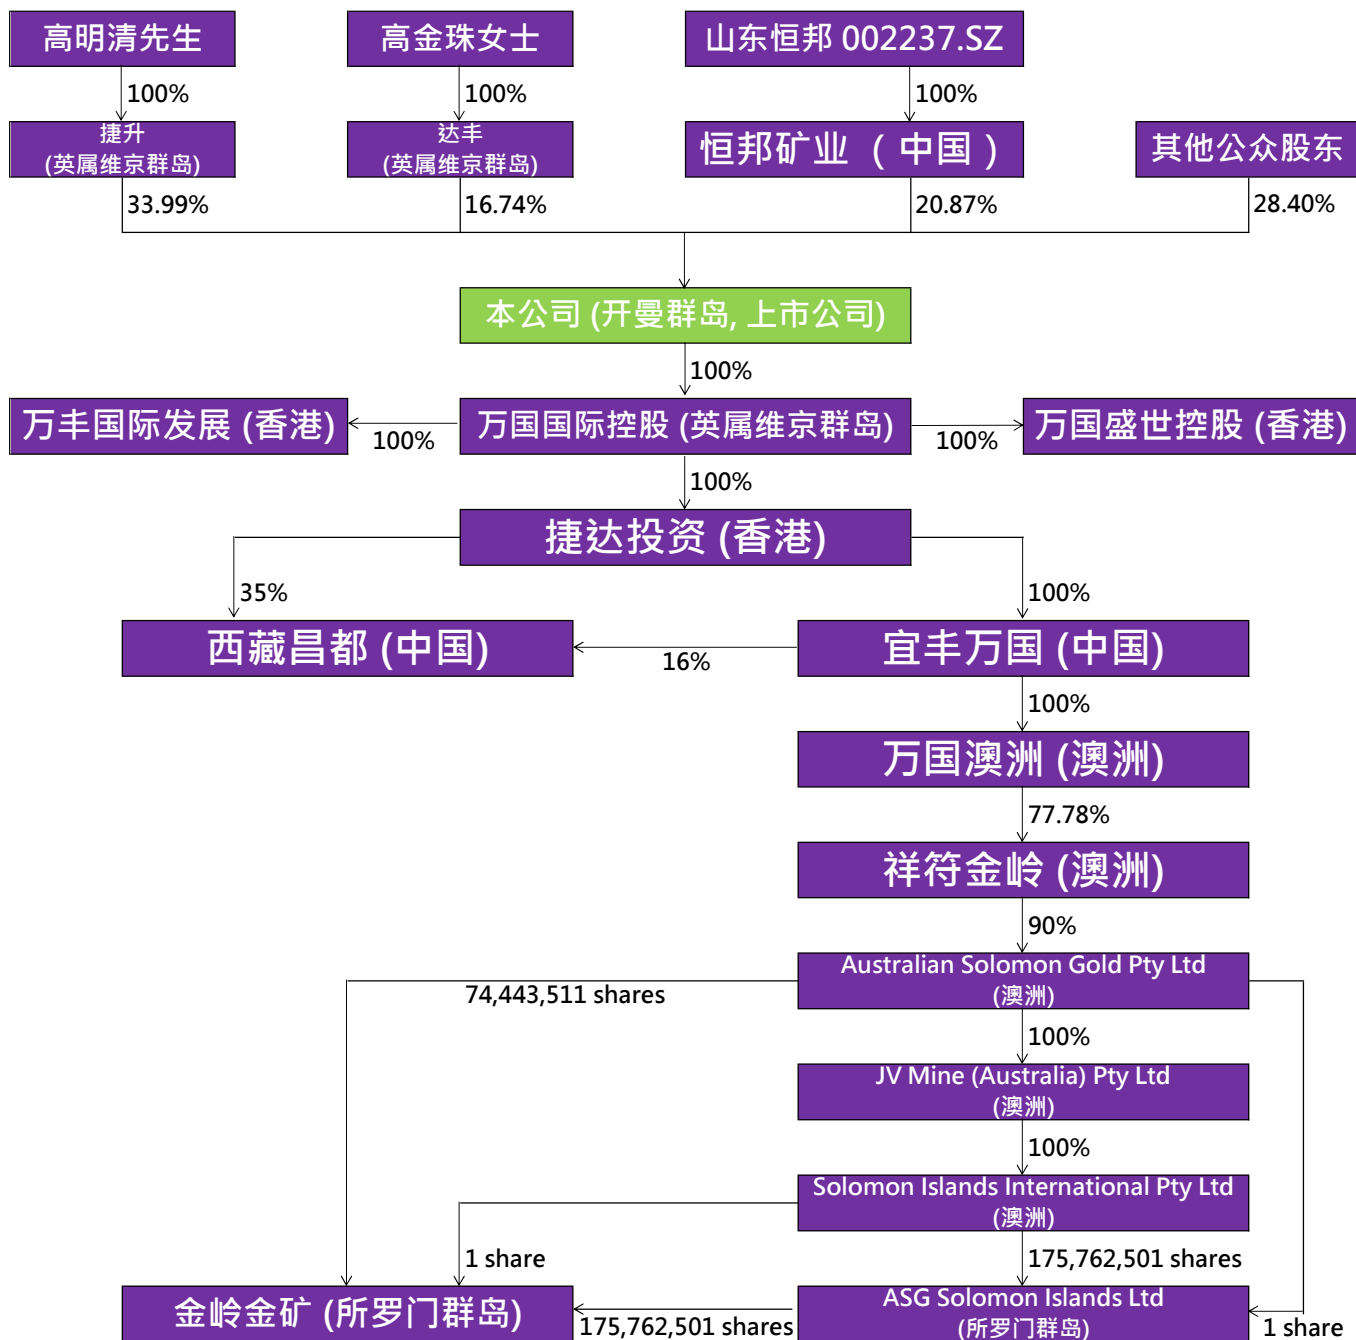 高明清先生
高金珠女士
山东恒邦 002237.SZ
100%
100%
100%
捷升
(英属维京群岛)
达丰
(英属维京群岛)
恒邦矿业 （ 中国 ）
其他公众股东
33.99%
16.74%
20.87%
28.40%
本公司 (开曼群岛, 上市公司)
100%
万丰国际发展 (香港)
100%
万国国际控股 (英属维京群岛)
100%
万国盛世控股 (香港)
100%
捷达投资 (香港)
35%
100%
西藏昌都 (中国)
16%
宜丰万国 (中国)
100%
万国澳洲 (澳洲)
77.78%
祥符金岭 (澳洲)
90%
Australian Solomon Gold Pty Ltd
(澳洲)
74,443,511 shares
100%
JV Mine (Australia) Pty Ltd
(澳洲)
100%
Solomon Islands International Pty Ltd
(澳洲)
1 share
175,762,501 shares
金岭金矿 (所罗门群岛)
175,762,501 shares
ASG Solomon Islands Ltd
(所罗门群岛)
1 share